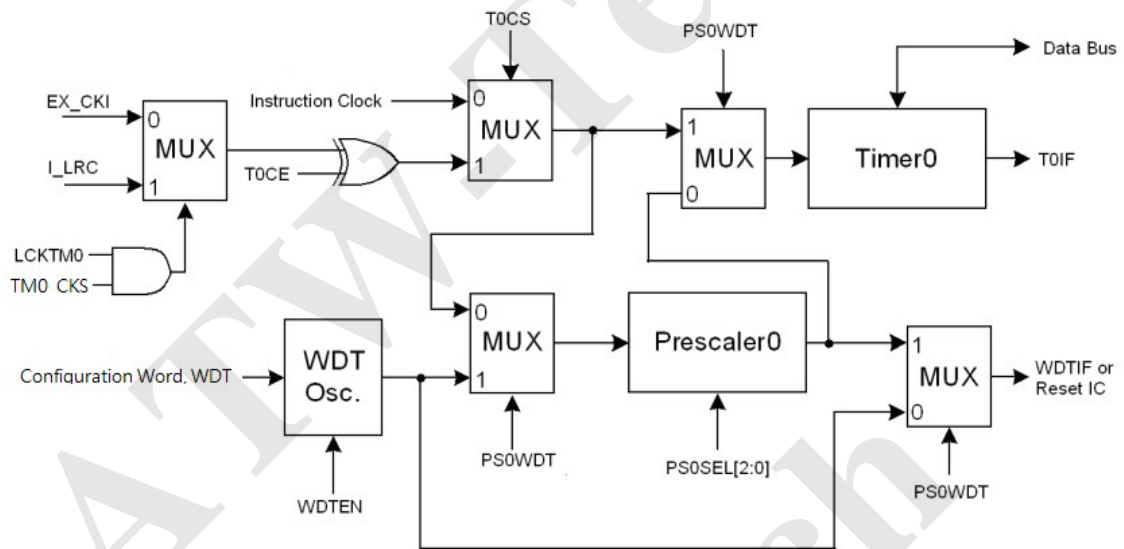 T0CS
PS0WDT
Data Bus
EX_CKI
Instruction Clock
0
0
MUX
MUX
1
MUX
Timer0
T0IF
I_LRC
1
T0CE
1
0
LCKTM0
TM0 CKS
0
MUX
1
Prescaler0
WDT
Osc.
Configuration Word, WDT
1
MUX
0
WDTIF or
Reset IC
PS0WDT
PS0SEL[2:0]
PS0WDT
WDTEN